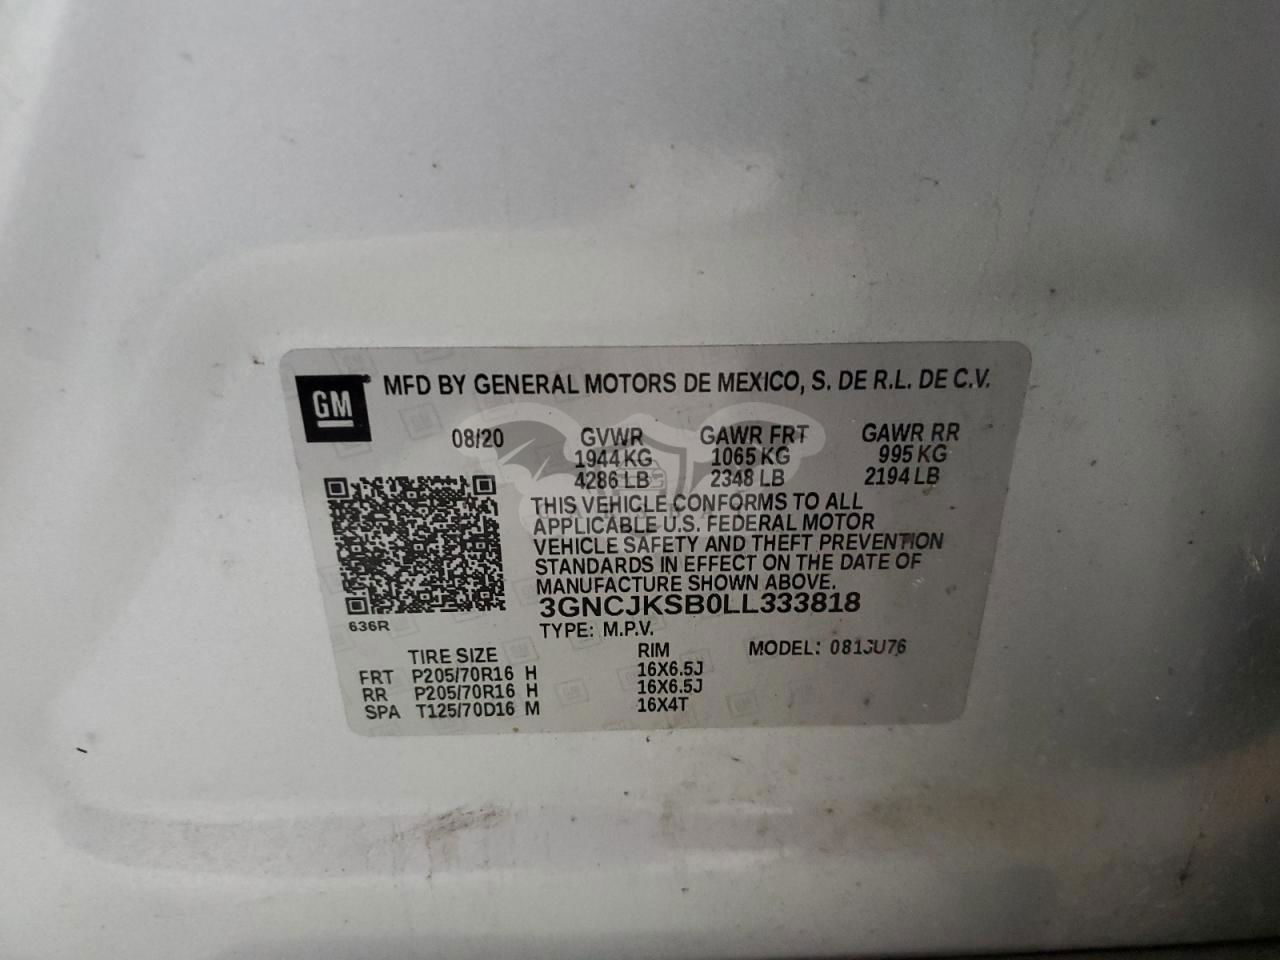 GM
MFD BY GENERAL MOTORS DE MEXICO, S. DE R.L. DE C.V.
08/20 GVWR GAWR FRT GAWR RR
1944 KG 1065 KG 995 KG
4286 LB 2348 LB 2194 LB
THIS VEHICLE CONFORMS TO ALL
APPLICABLE U.S. FEDERAL MOTOR
VEHICLE SAFETY AND THEFT PREVENTION
STANDARDS IN EFFECT ON THE DATE OF
MANUFACTURE SHOWN ABOVE.
3GNCJKSB0LL333818
636R
TYPE: M.P.V.
TIRE SIZE RIM MODEL:
FRT P205/70R16 H 16X6.5J
RR P205/70R16 H 16X6.5J
SPA T125/70D16 M 16X4T